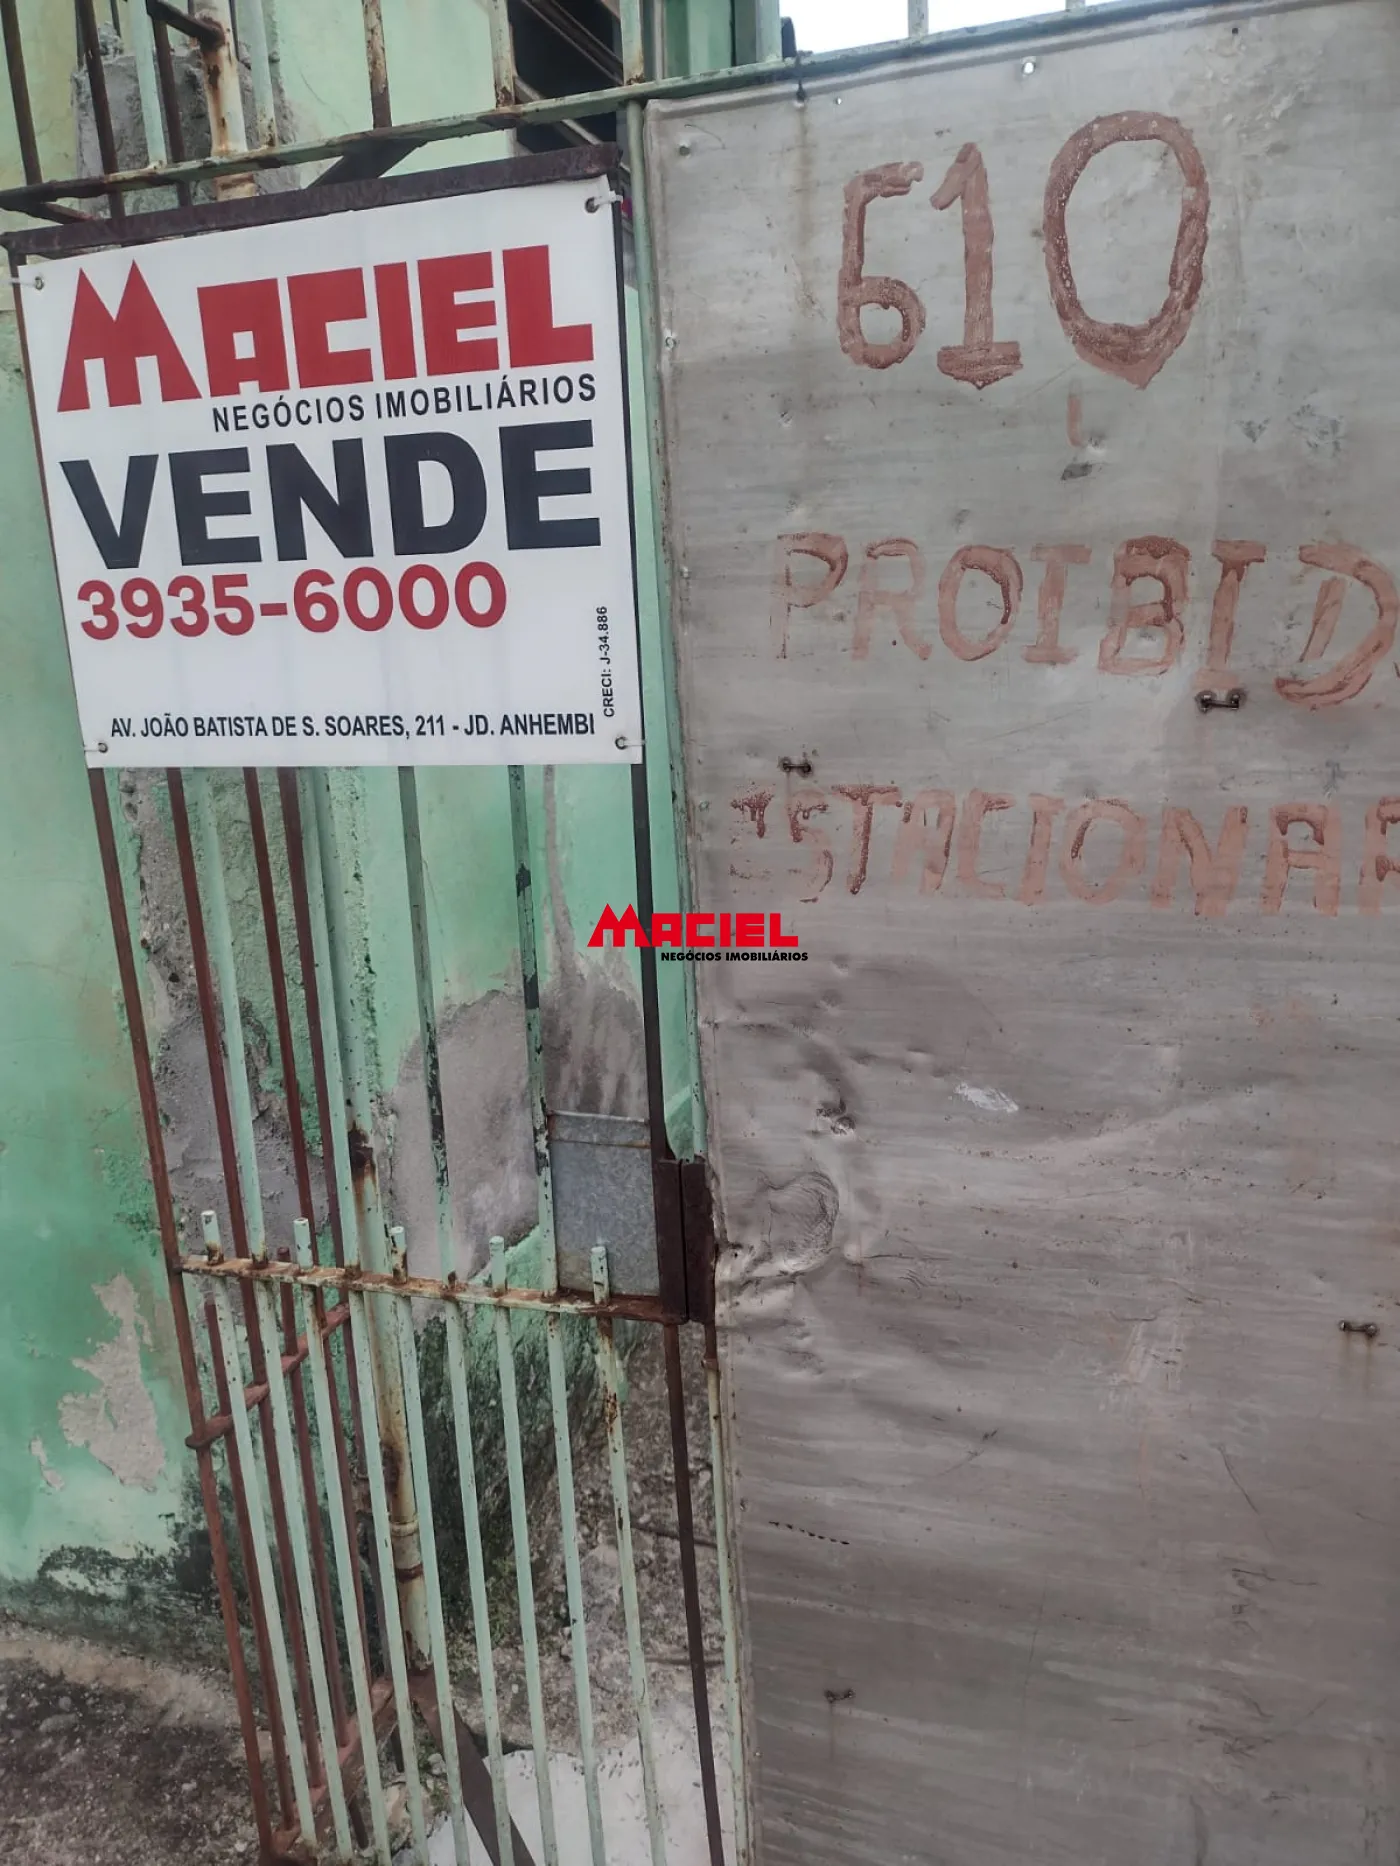 MACIEL
NEGÓCIOS IMOBILIÁRIOS
VENDE
3935-6000
CRECI: J-34.886
AV. JOÃO BATISTA DE S. SOARES, 211 - JD. ANHEMBI
610
PROIBID
ESTACIONAR
MACIEL
NEGÓCIOS IMOBILIÁRIOS